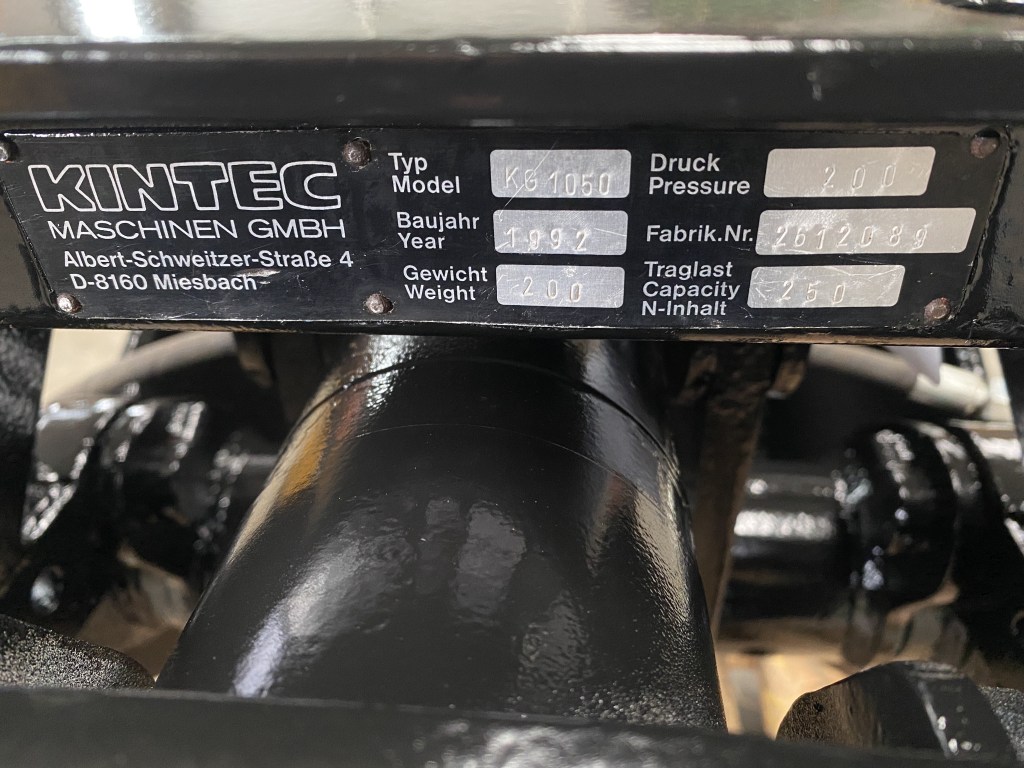 KINTEC
MASCHINEN GMBH
Albert-Schweitzer-Straße 4
D-8160 Miesbach
Typ
Model
KG 1050
Baujahr
Year
1992
Gewicht
Weight
200
Druck
Pressure
200
Fabrik.Nr.
2612089
Traglast
Capacity
N-Inhalt
250